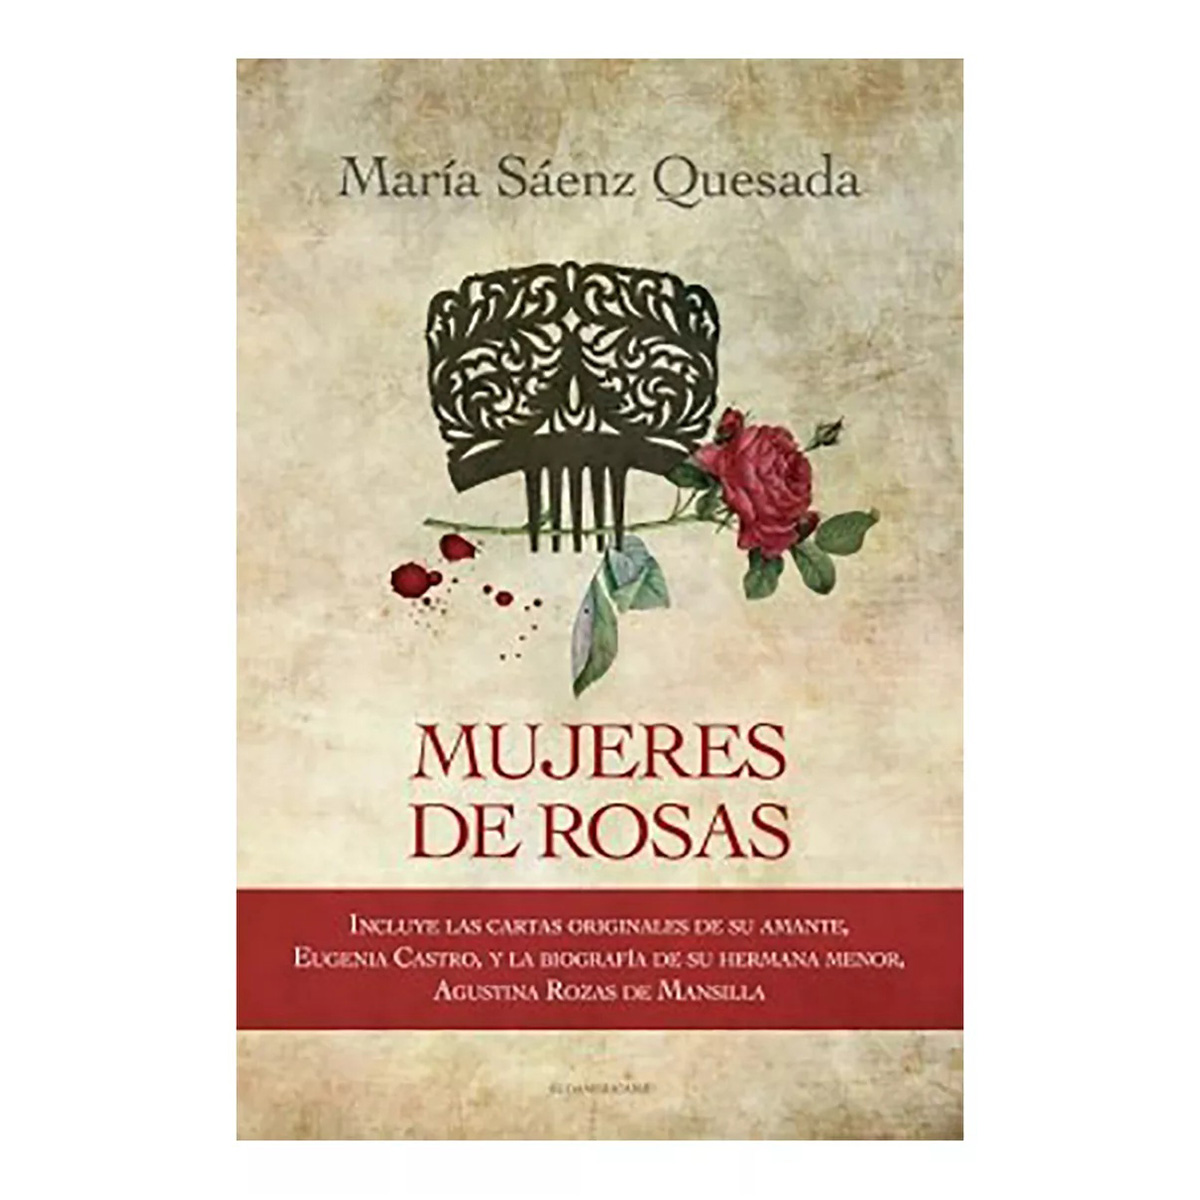 María Sáenz Quesada
MUJERES
DE ROSAS
INCLUYE LAS CARTAS ORIGINALES DE SU AMANTE,
EUGENIA CASTRO, Y LA BIOGRAFÍA DE SU HERMANA MENOR,
AGUSTINA ROZAS DE MANSILLA
SUDAMERICANA